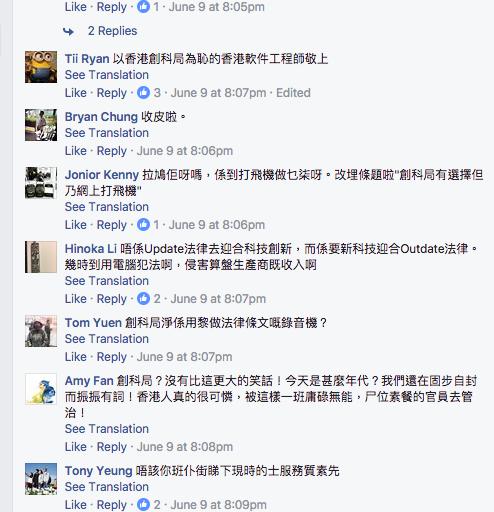 Like · Reply · 1 · June 9 at 8:05pm
2 Replies
Tii Ryan 以香港創科局為恥的香港軟件工程師敬上
See Translation
Like · Reply · 3 · June 9 at 8:07pm · Edited
Bryan Chung 收皮啦。
See Translation
Like · Reply · June 9 at 8:06pm
Jonior Kenny 拉鳩佢呀嗎，係到打飛機做乜柒呀。改埋條題啦"創科局有選擇但
乃網上打飛機"
See Translation
Like · Reply · 1 · June 9 at 8:06pm
Hinoka Li 唔係Update法律去迎合科技創新，而係要新科技迎合Outdate法律。
幾時到用電腦犯法啊，侵害算盤生產商既收入啊
See Translation
Like · Reply · 2 · June 9 at 8:07pm
Tom Yuen 創科局淨係用黎做法律條文嘅錄音機？
See Translation
Like · Reply · June 9 at 8:07pm
Amy Fan 創科局？沒有比這更大的笑話！今天是甚麼年代？我們還在固步自封
而振振有詞！香港人真的很可憐，被這樣一班庸碌無能，尸位素餐的官員去管
治！
See Translation
Like · Reply · June 9 at 8:08pm
Tony Yeung 唔該你班仆街睇下現時的士服務質素先
See Translation
Like · Reply · 2 · June 9 at 8:09pm